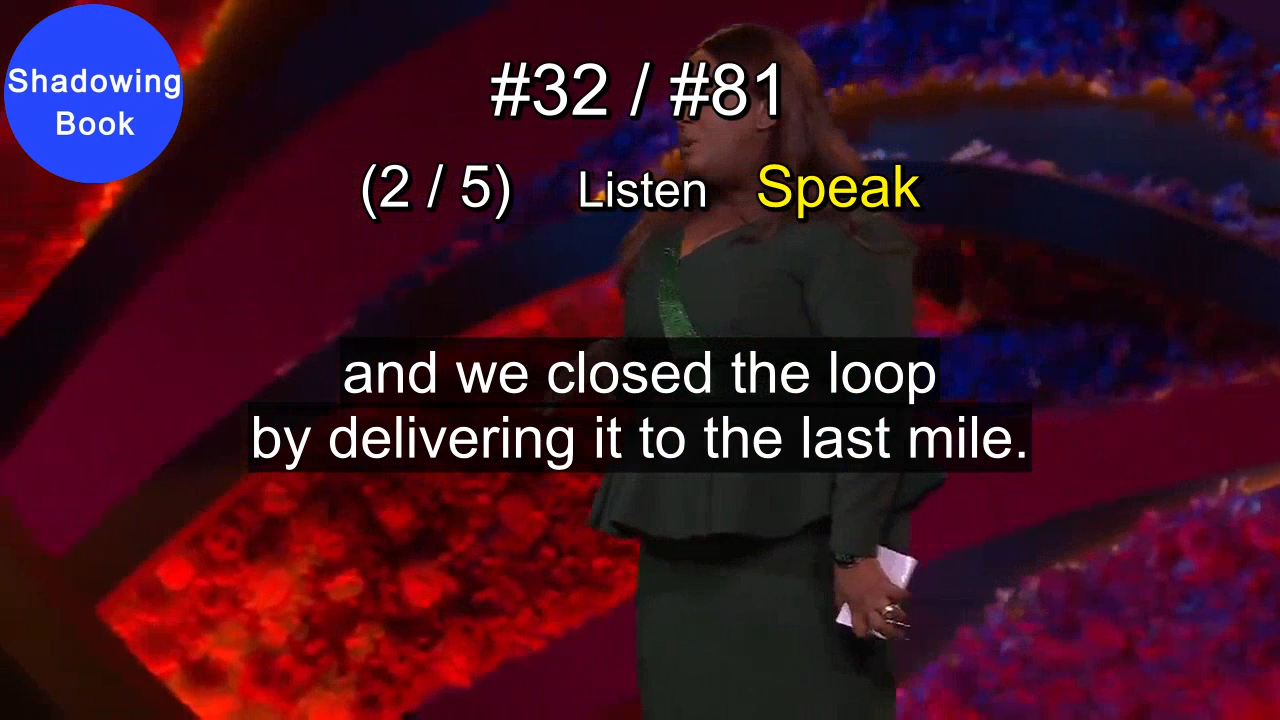 Shadowing
Book
#32 / #81
(2 / 5) Listen Speak
and we closed the loop
by delivering it to the last mile.